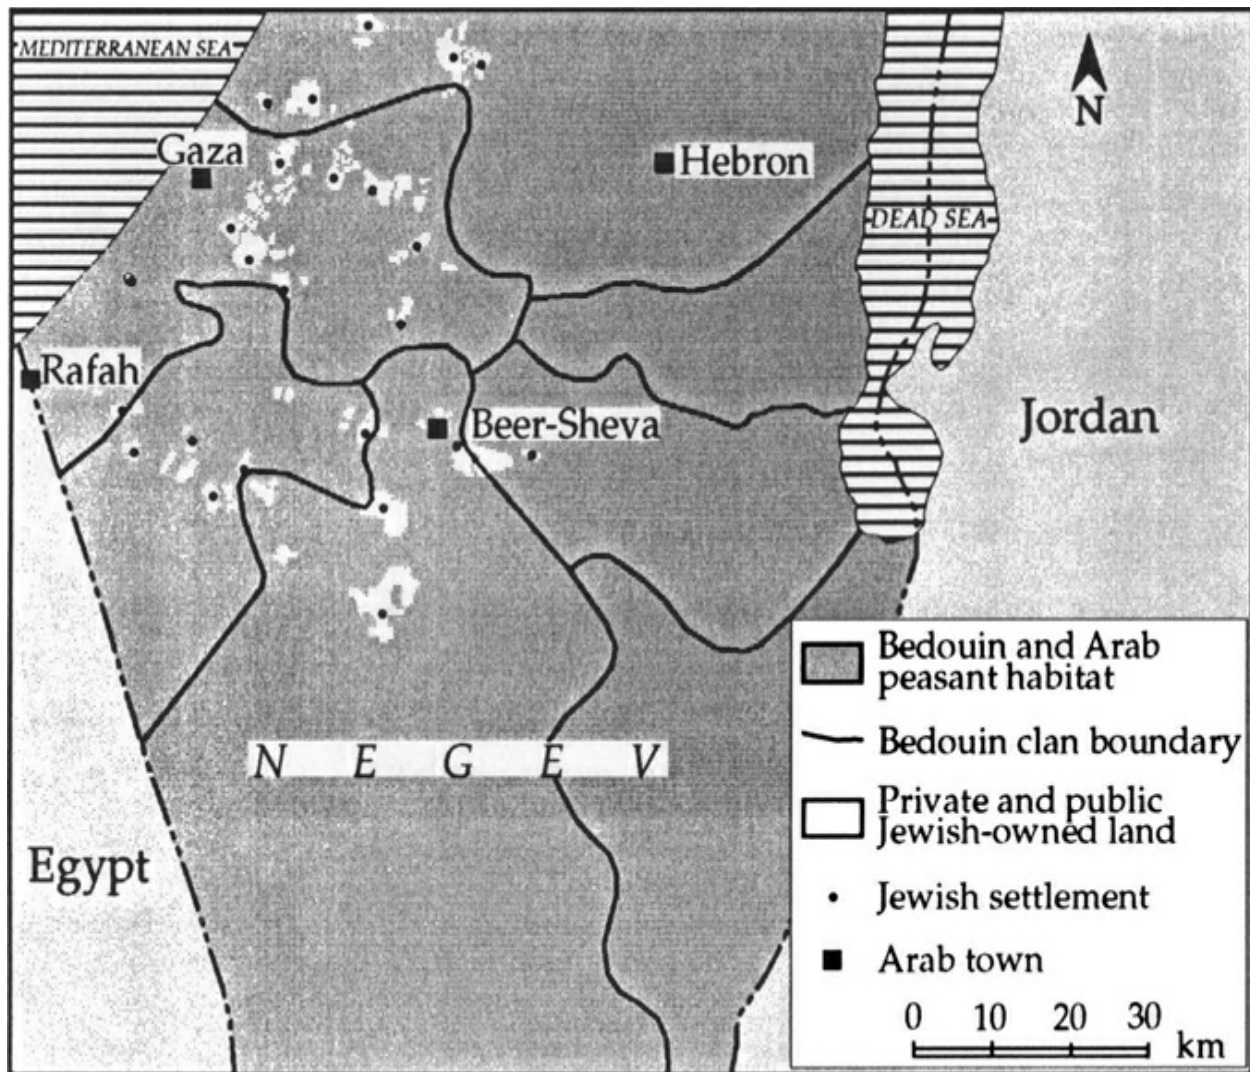 MEDITERRANEAN SEA
N
Gaza
Hebron
DEAD SEA
Rafah
Jordan
Beer-Sheva
N E G E V
Egypt
Bedouin and Arab
peasant habitat
Bedouin clan boundary
Private and public
Jewish-owned land
Jewish settlement
Arab town
0 10 20 30
km